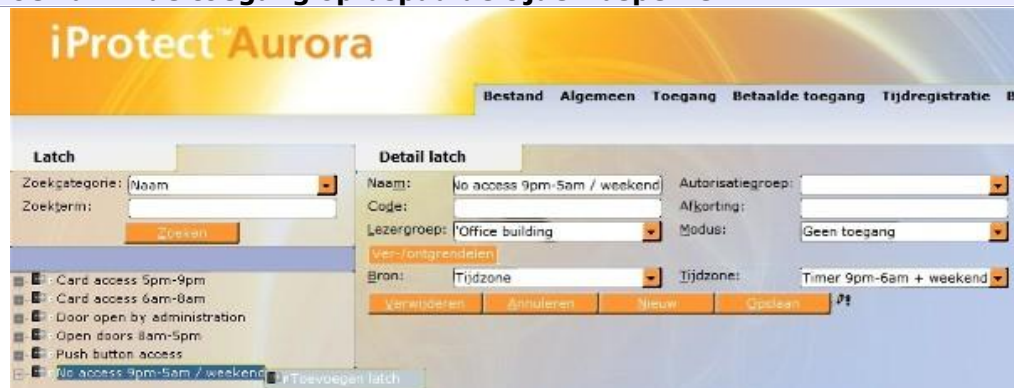 iProtect™Aurora
Bestand Algemeen Toegang Betaalde toegang Tijdregistratie B
Latch
Zoekcategorie: Naam
Zoekterm:
Zoeken
Card access 5pm-9pm
Card access 6am-8am
Door open by administration
Open doors 8am-5pm
Push button access
No access 9pm-5am / weekend
Toevoegen latch
Detail latch
Naam: No access 9pm-5am / weekend Autorisatiegroep:
Code: Afkorting:
Lezergroep: 'Office building Modus: Geen toegang
Ver-/ontgrendelen
Bron: Tijdzone Tijdzone: Timer 9pm-6am + weekend
Verwijderen Annuleren Nieuw Opslaan